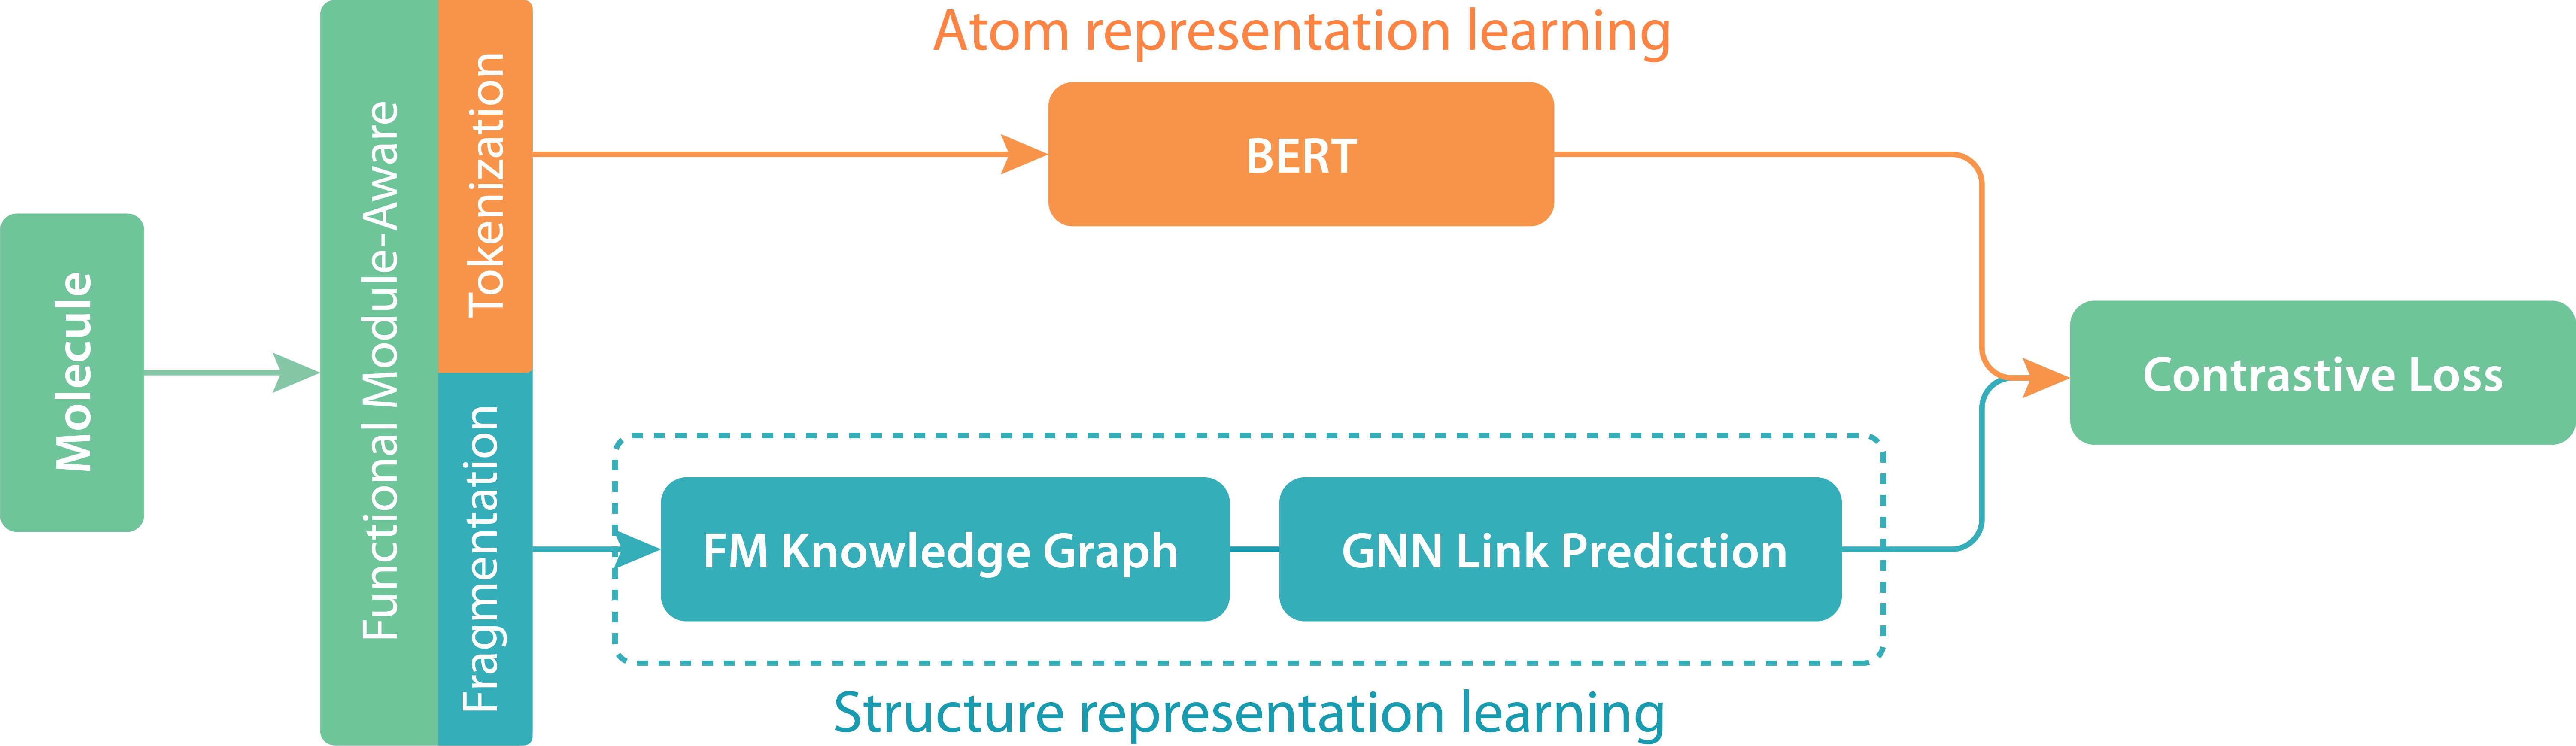 Molecule
Functional Module-Aware
Tokenization
Fragmentation
Atom representation learning
BERT
FM Knowledge Graph
GNN Link Prediction
Structure representation learning
Contrastive Loss